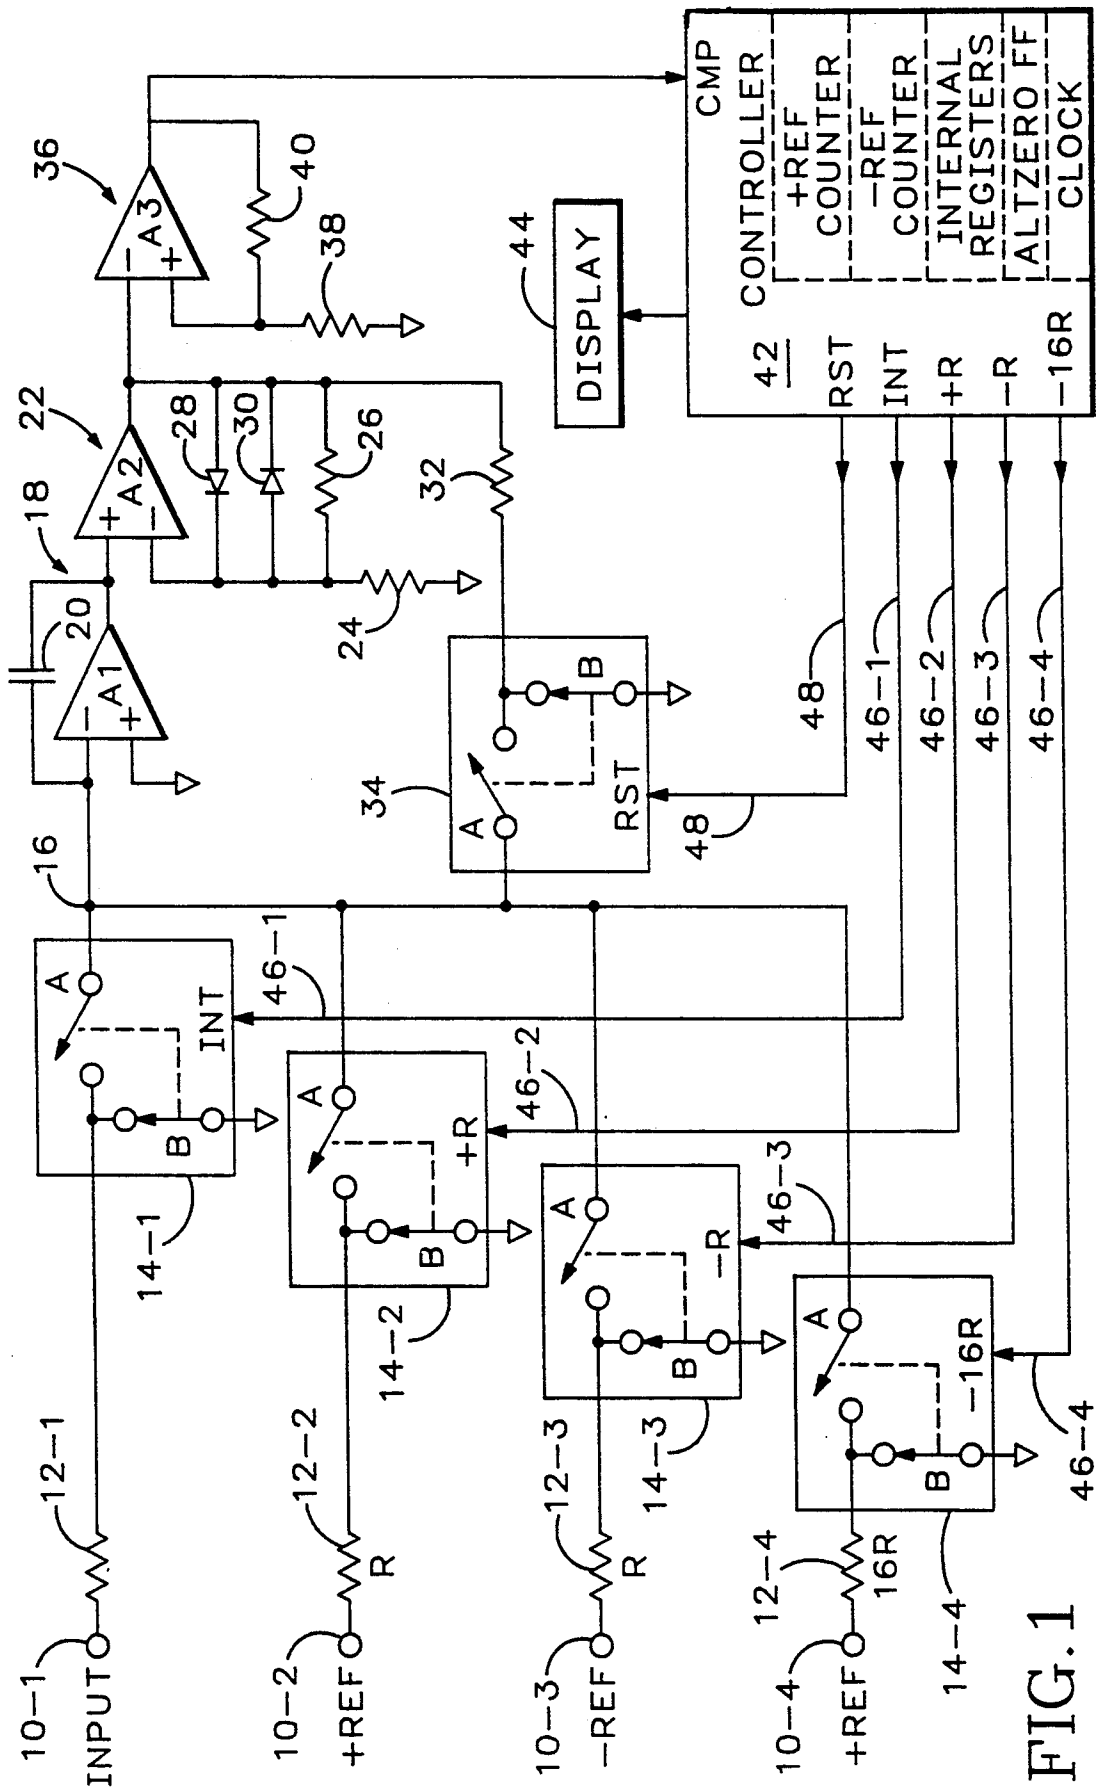 10-1
INPUT
12-1
14-1
A
B
INT
46-1
16
20
18
A1
-
+
22
A2
+
-
28
30
26
24
32
36
A3
-
+
40
38
10-2
+REF
12-2
R
14-2
A
B
+R
46-2
34
A
B
RST
48
10-3
-REF
12-3
R
14-3
A
B
-R
46-3
10-4
+REF
12-4
16R
14-4
A
B
-16R
46-4
48
46-1
46-2
46-3
46-4
44
DISPLAY
CMP
CONTROLLER
42
+REF
COUNTER
-REF
COUNTER
INTERNAL
REGISTERS
ALTZERO FF
CLOCK
RST
INT
+R
-R
-16R
FIG.1